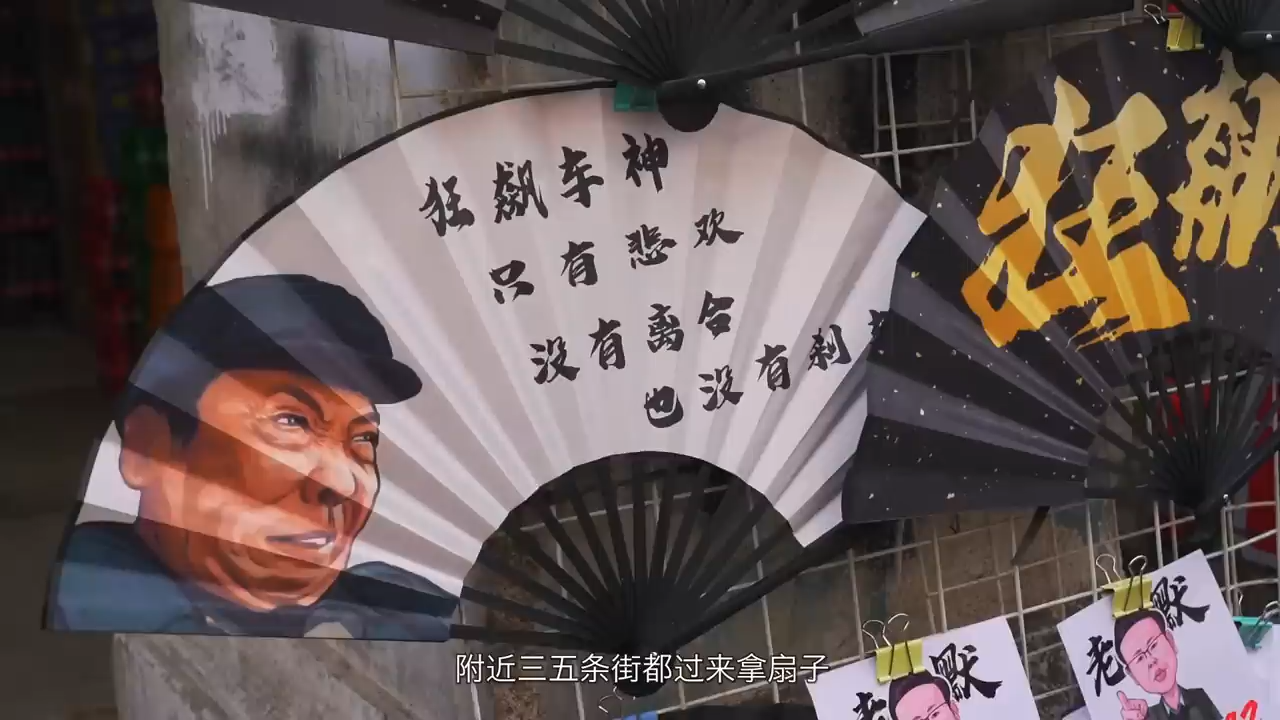 狂飙车神
只有悲欢
没有离合
也没有刹
狂飙
老默
老默
附近三五条街都过来拿扇子